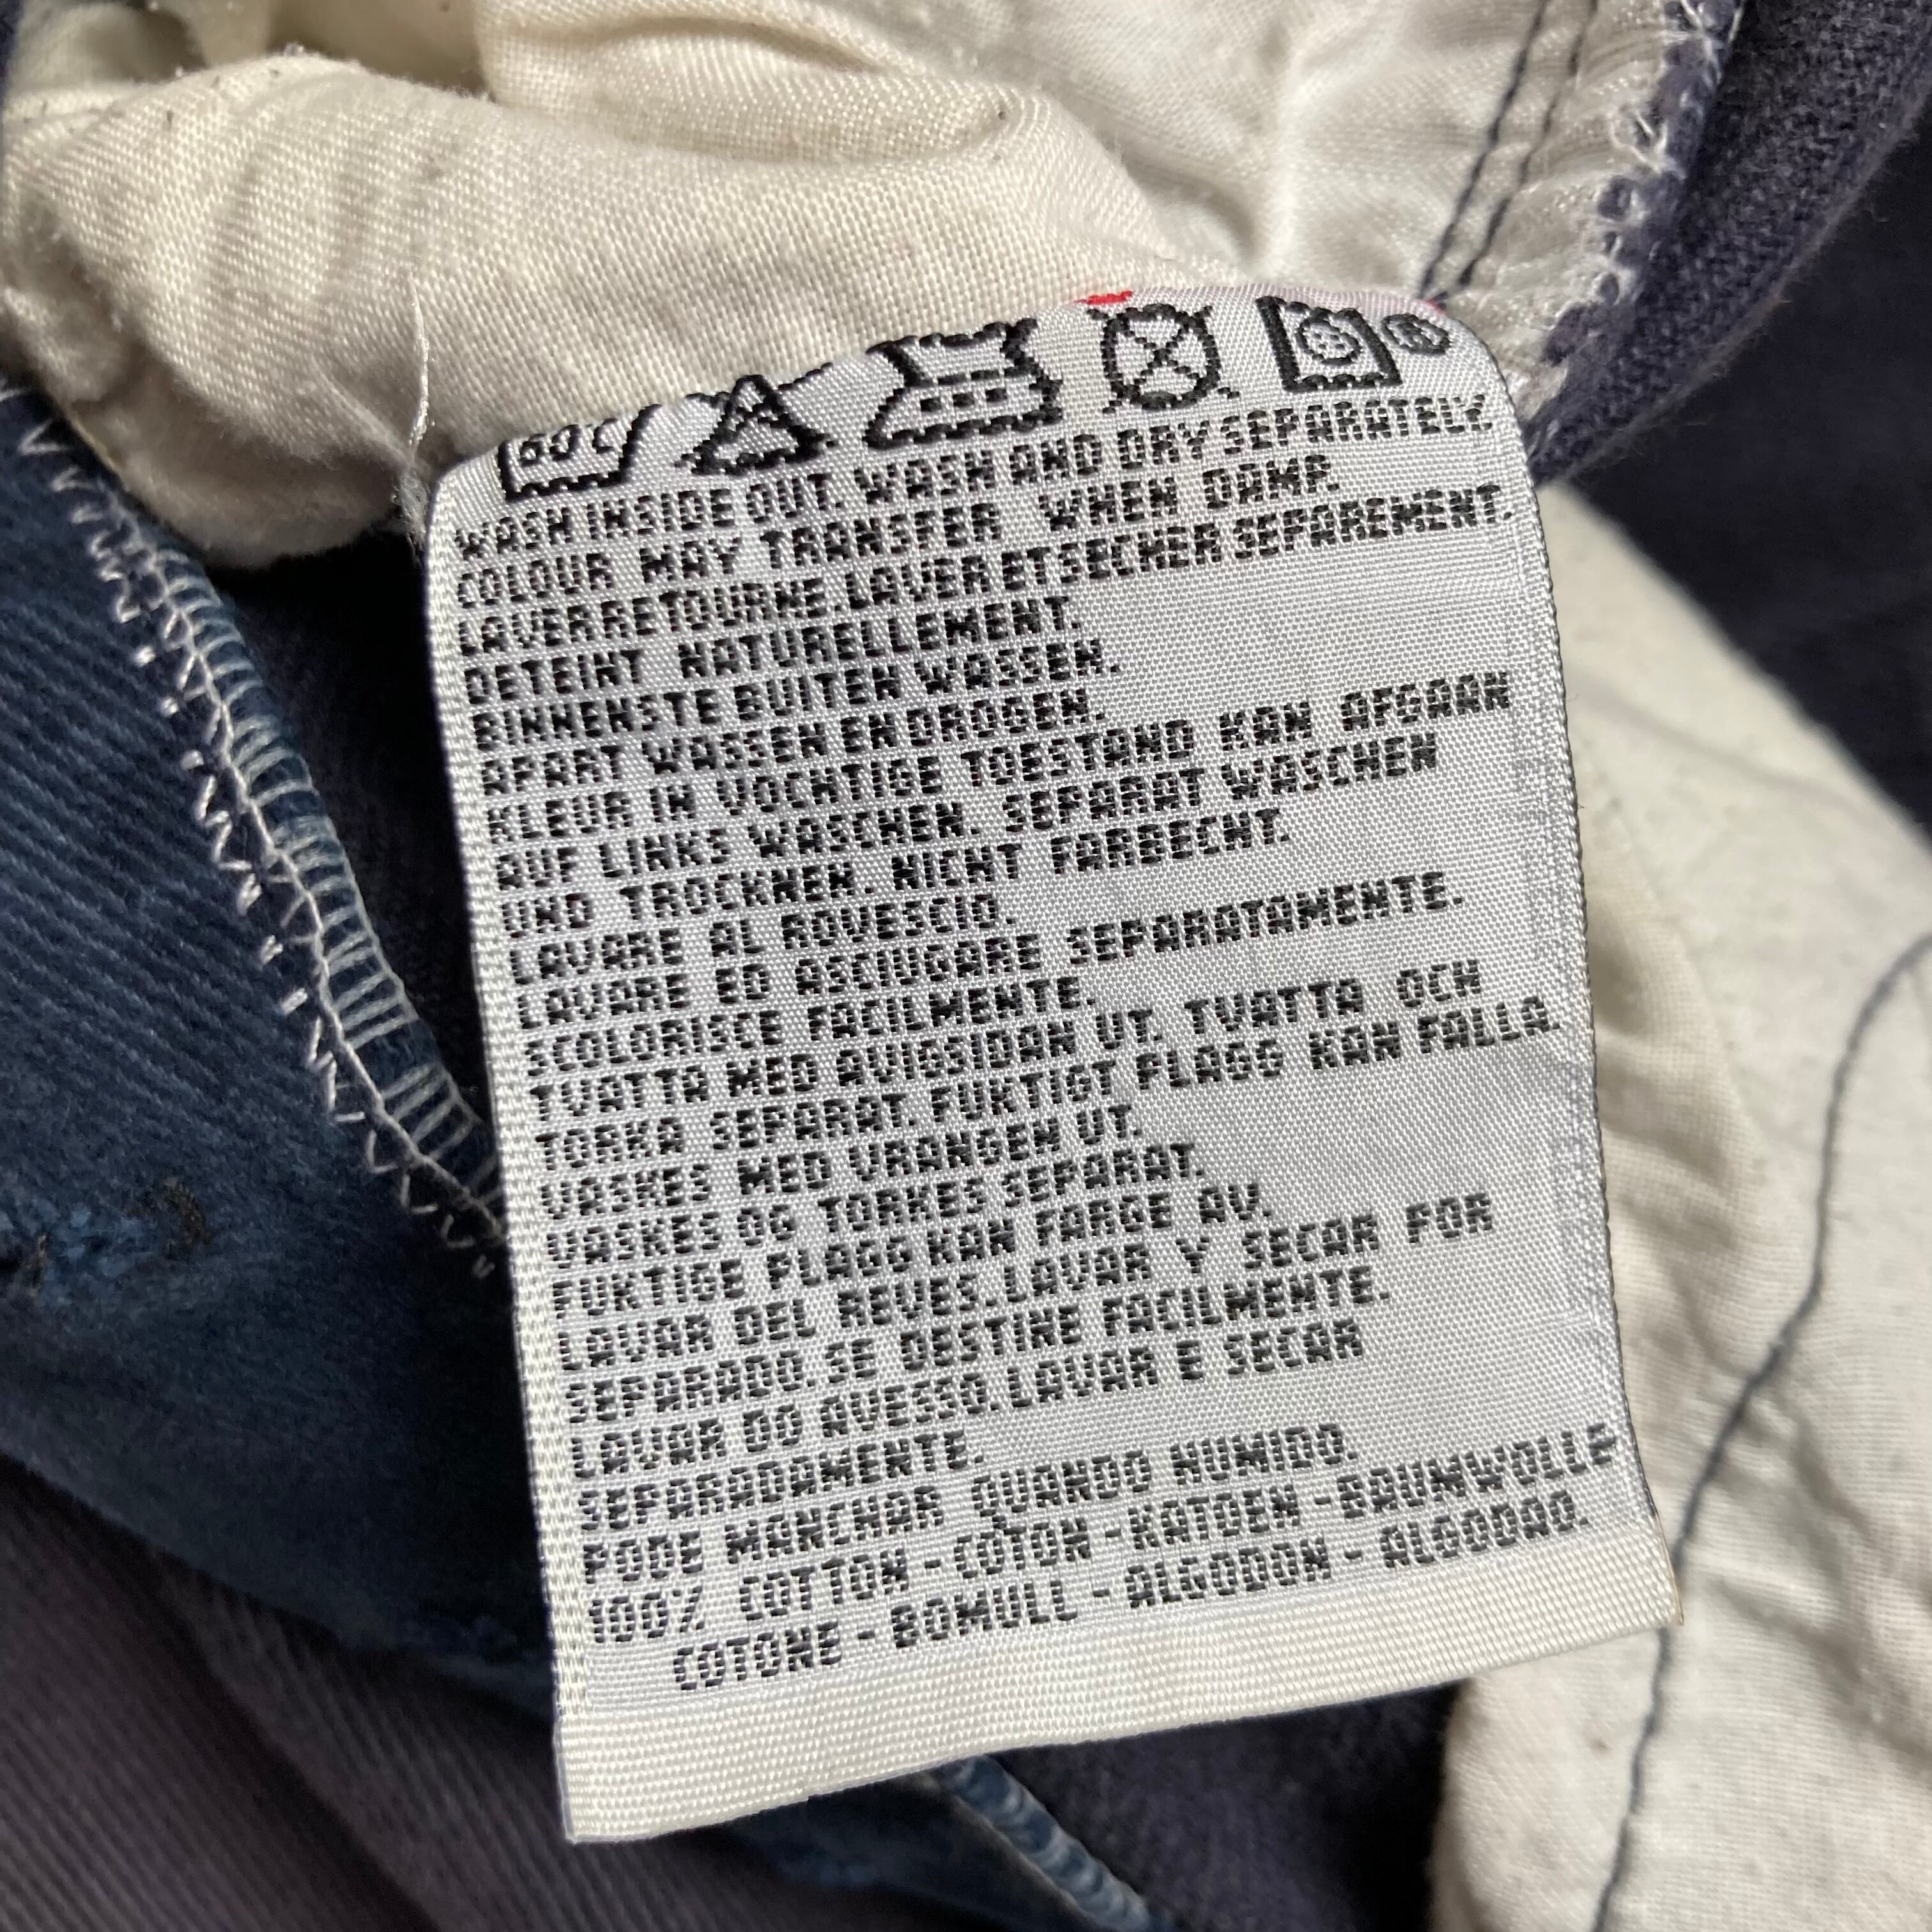 60 C
WASH INSIDE OUT. WASH AND DRY SEPARATELY.
COLOUR MAY TRANSFER WHEN DAMP.
LAVER RETOURNE. LAVER ET SECHER SEPAREMENT.
DETEINT NATURELLEMENT.
BINNENSTE BUITEN WASSEN.
APART WASSEN EN DROGEN.
KLEUR IN VOCHTIGE TOESTAND KAN AFGAAN
AUF LINKS WASCHEN. SEPARAT WASCHEN
UND TROCKNEN. NICHT FARBECHT.
LAVARE AL ROVESCIO.
LAVARE ED ASCIUGARE SEPARATAMENTE.
SCOLORISCE FACILMENTE.
TVATTA MED AVIGSIDAN UT. TVATTA OCH
TORKA SEPARAT. FUKTIGT PLAGG KAN FALLA.
VASKES MED VRANGEN UT.
VASKES OG TORKES SEPARAT.
FUKTIGE PLAGG KAN FARGE AV.
LAVAR DEL REVES. LAVAR Y SECAR POR
SEPARADO. SE DESTINE FACILMENTE.
LAVAR DO AVESSO. LAVAR E SECAR
SEPARADAMENTE.
PODE MANCHAR QUANDO HUMIDO.
100% COTTON - COTON - KATOEN - BAUMWOLLE
COTONE - BOMULL - ALGODON - ALGODAO.